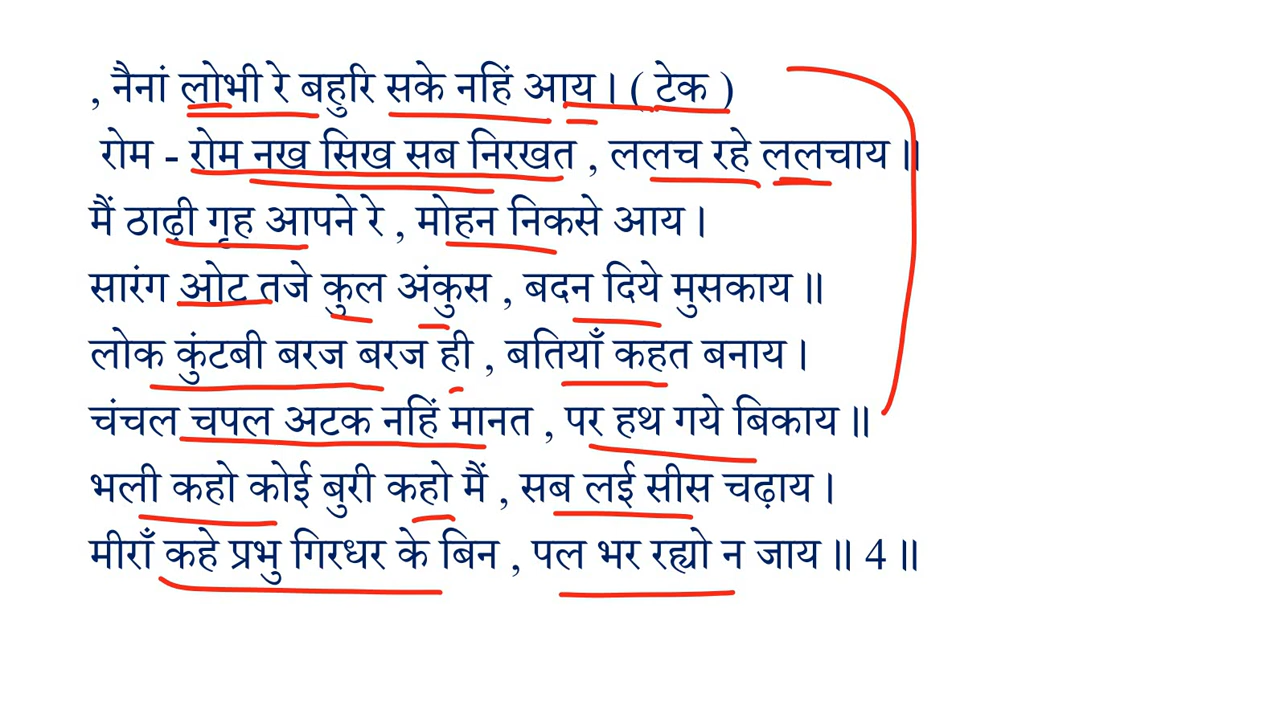 , नैनां लोभी रे बहुरि सके नहिं आय । ( टेक )
रोम - रोम नख सिख सब निरखत , ललच रहे ललचाय ॥
मैं ठाढ़ी गृह आपने रे , मोहन निकसे आय ।
सारंग ओट तजे कुल अंकुस , बदन दिये मुसकाय ॥
लोक कुंटबी बरज बरज ही , बतियाँ कहत बनाय ।
चंचल चपल अटक नहिं मानत , पर हथ गये बिकाय ॥
भली कहो कोई बुरी कहो मैं , सब लई सीस चढ़ाय ।
मीराँ कहे प्रभु गिरधर के बिन , पल भर रह्यो न जाय ॥ 4 ॥